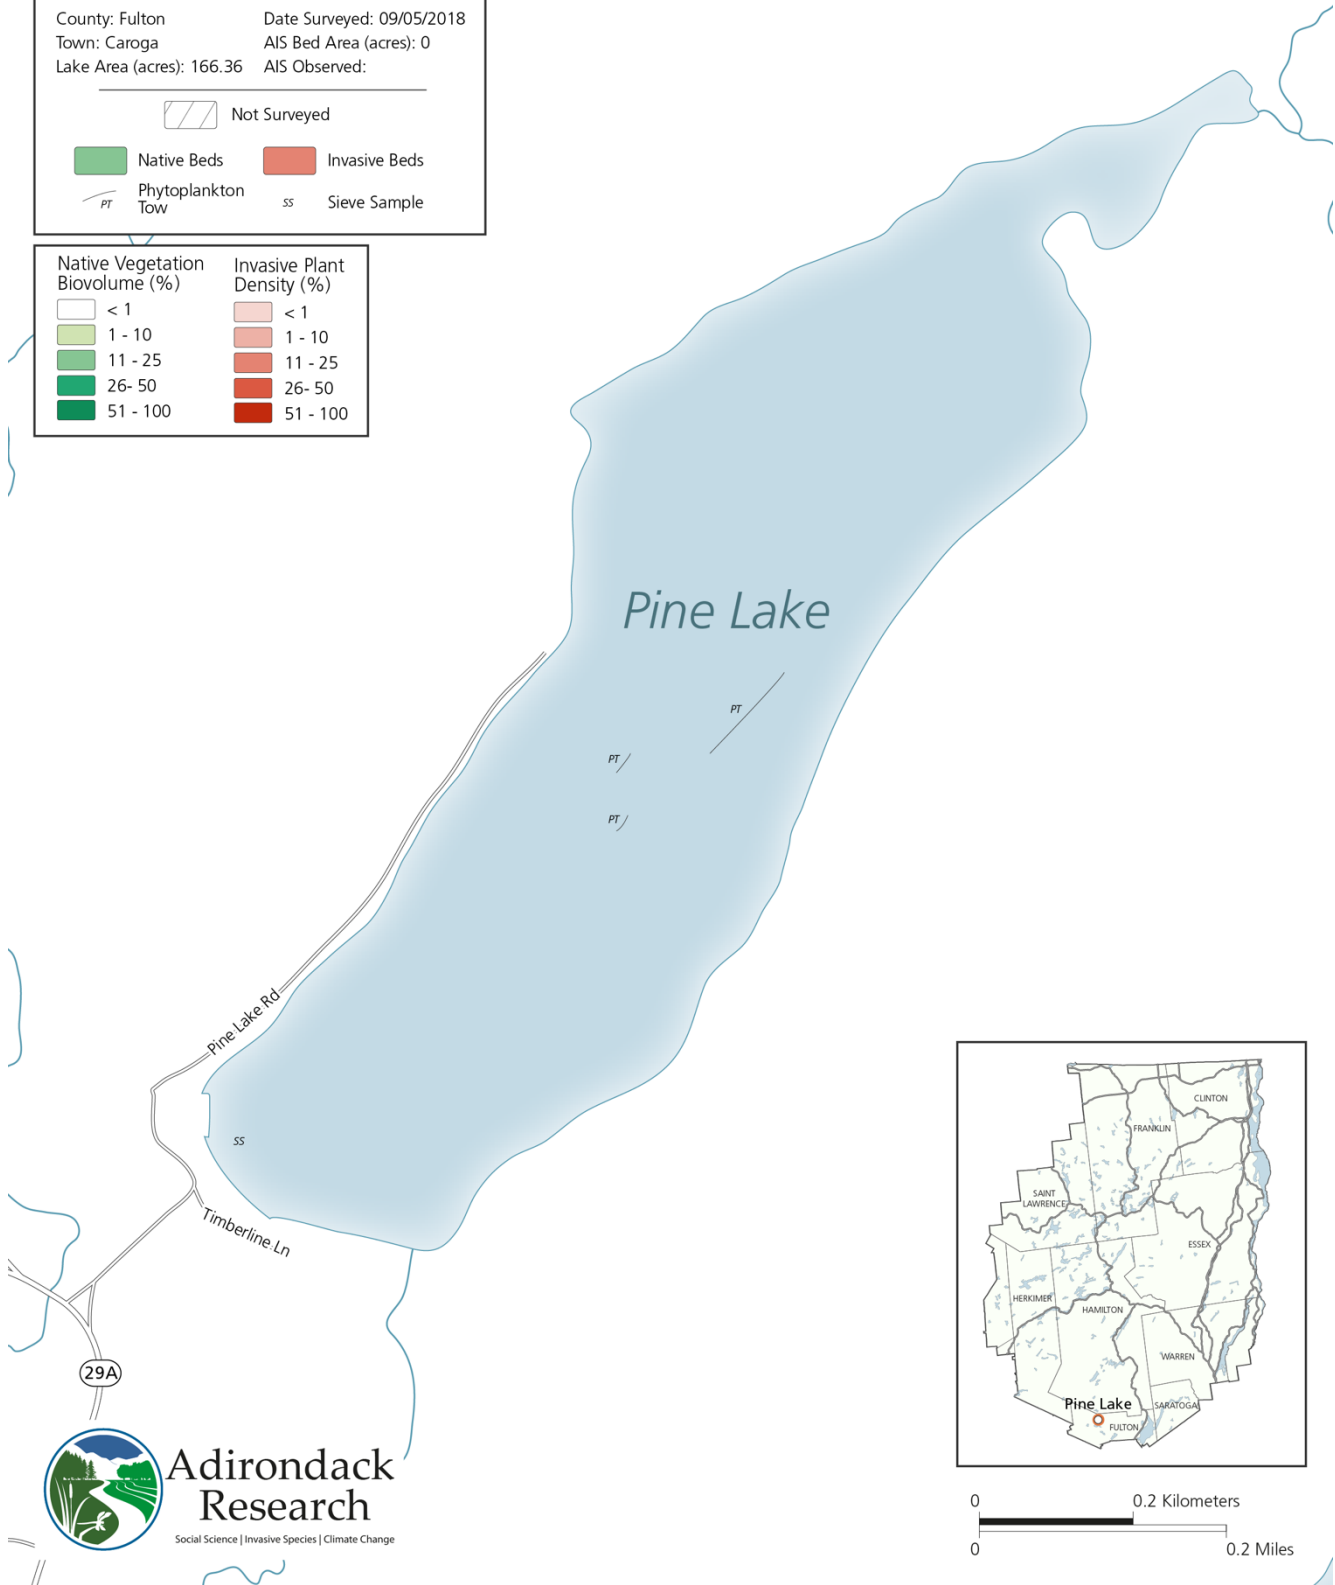 County: Fulton
Date Surveyed: 09/05/2018
Town: Caroga
AIS Bed Area (acres): 0
Lake Area (acres): 166.36
AIS Observed:
Not Surveyed
Native Beds
Invasive Beds
PT
Phytoplankton
Tow
SS
Sieve Sample
Native Vegetation
Biovolume (%)
< 1
1 - 10
11 - 25
26- 50
51 - 100
Invasive Plant
Density (%)
< 1
1 - 10
11 - 25
26- 50
51 - 100
Pine Lake
PT
PT
PT
Pine Lake Rd
SS
Timberline Ln
29A
CLINTON
FRANKLIN
SAINT
LAWRENCE
ESSEX
HERKIMER
HAMILTON
WARREN
Pine Lake
SARATOGA
FULTON
Adirondack
Research
Social Science | Invasive Species | Climate Change
0
0.2 Kilometers
0
0.2 Miles